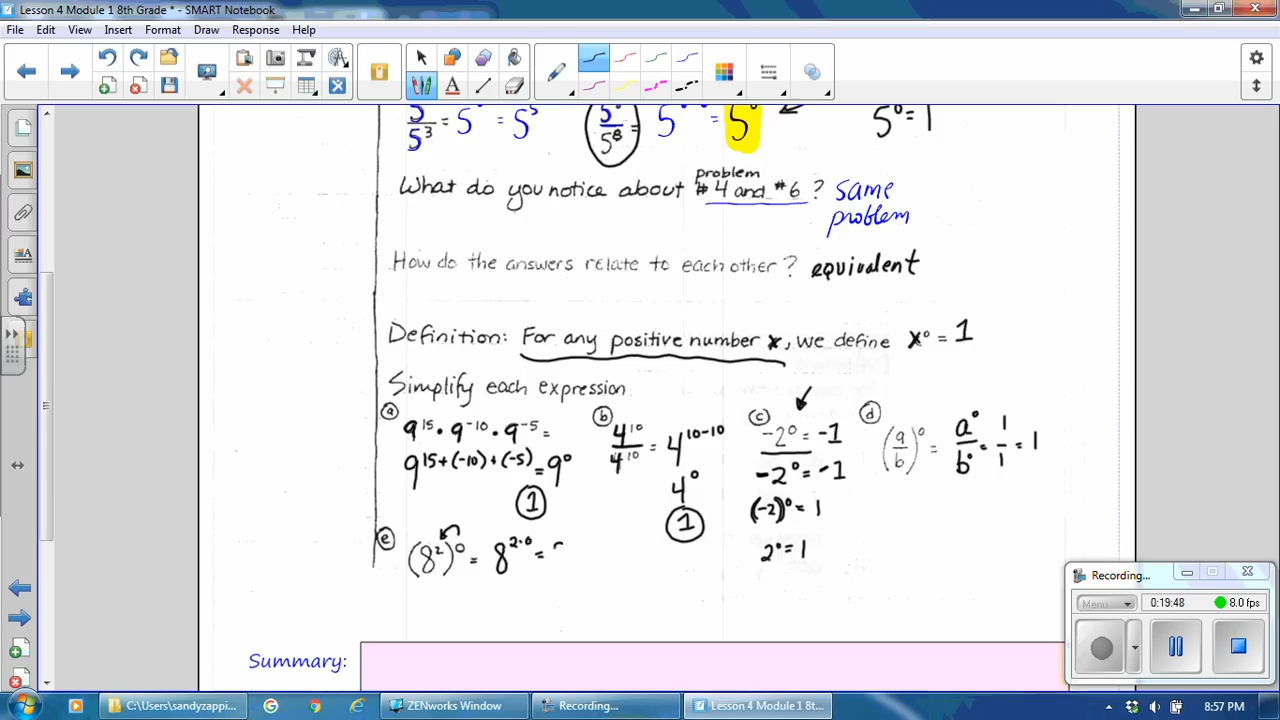 Lesson 4 Module 1 8th Grade * - SMART Notebook
File Edit View Insert Format Draw Response Help
5/5³ = 5 = 5⁵ 5/5⁸ = 5 = 5⁰ 5⁰ = 1
What do you notice about problem #4 and #6? same problem
How do the answers relate to each other? equivalent
Definition: For any positive number x, we define x⁰ = 1
Simplify each expression
ⓐ 9¹⁵ • 9⁻¹⁰ • 9⁻⁵ =
9¹⁵⁺⁽⁻¹⁰⁾⁺⁽⁻⁵⁾ = 9⁰
1
ⓑ 4¹⁰/4¹⁰ = 4¹⁰⁻¹⁰
4⁰
1
ⓒ -2⁰ = -1
-2⁰ = -1
(-2)⁰ = 1
2⁰ = 1
ⓓ (a/b)⁰ = a⁰/b⁰ = 1/1 = 1
ⓔ (8²)⁰ = 8²·⁰ =
Summary:
Recording...
Menu
0:19:48
8.0 fps
C:\Users\sandyzappi...
ZENworks Window
Recording...
Lesson 4 Module 1 8t...
8:57 PM